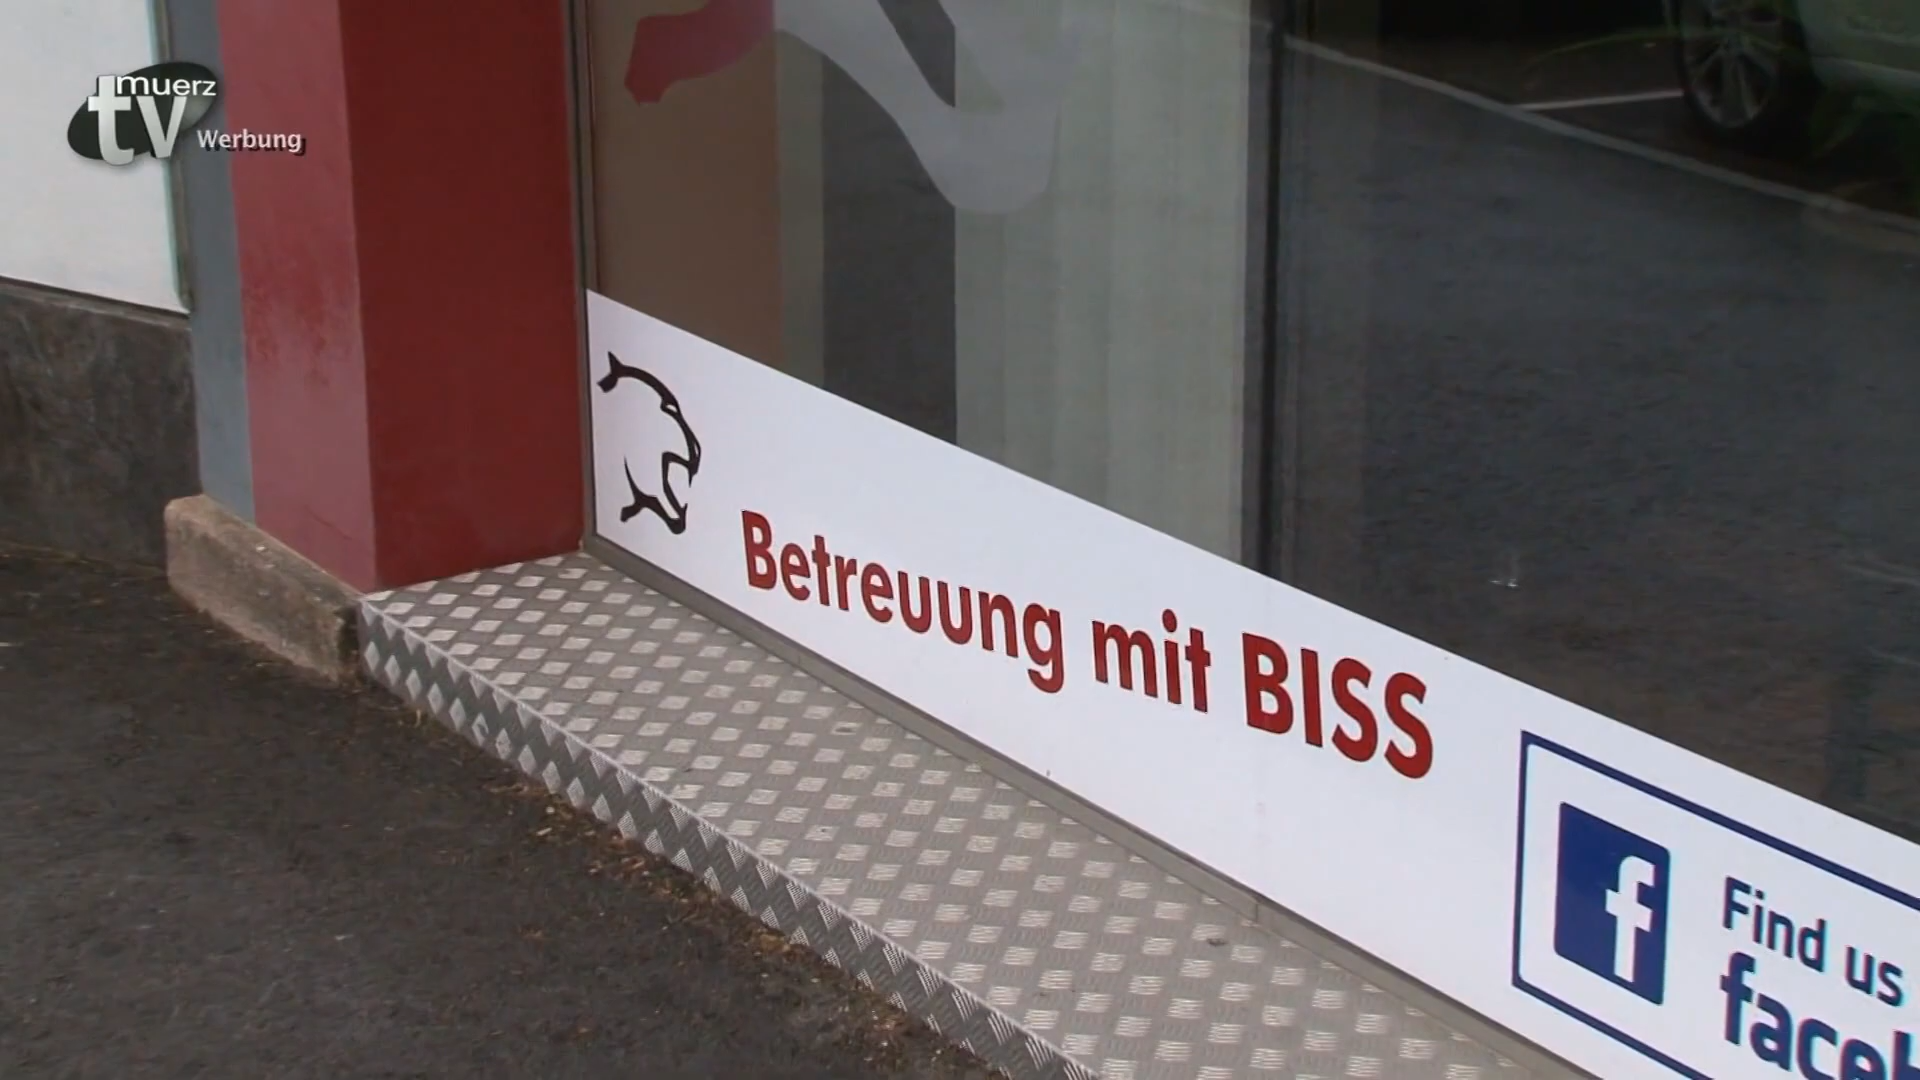 muerz
tv Werbung
Betreuung mit BISS
f
Find us